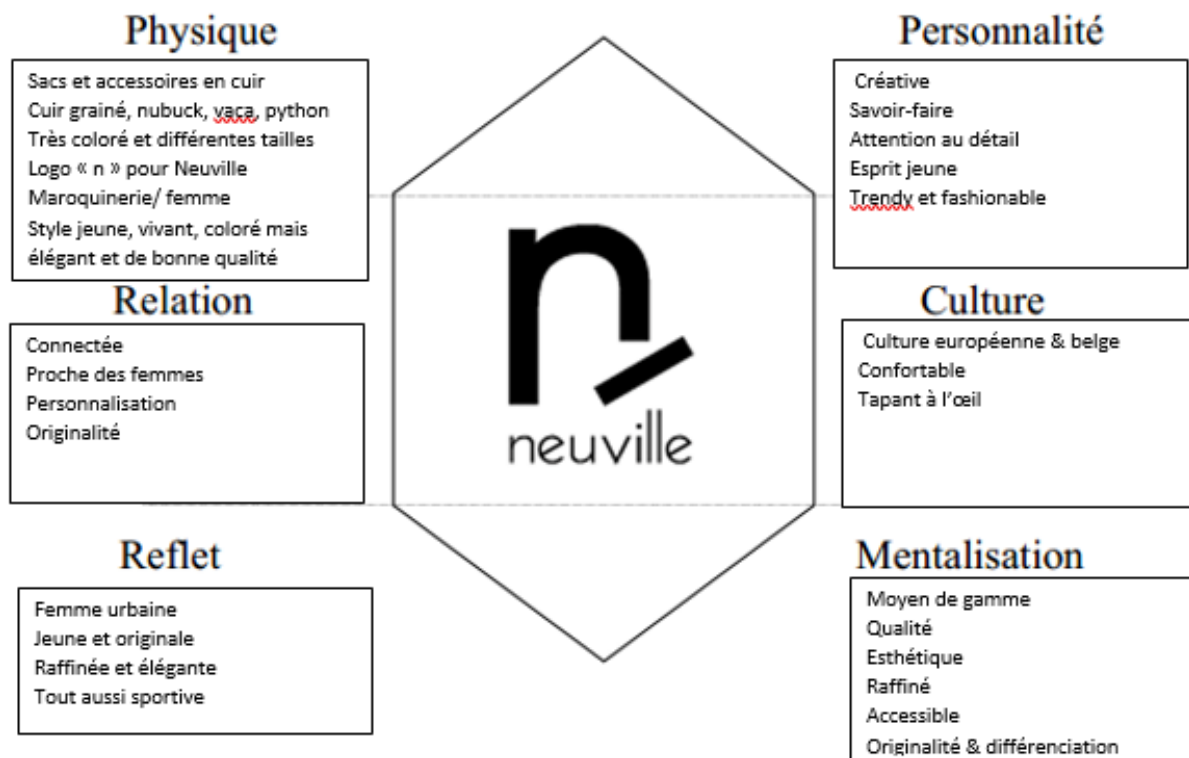 Physique
Sacs et accessoires en cuir
Cuir grainé, nubuck, vaca, python
Très coloré et différentes tailles
Logo « n » pour Neuville
Maroquinerie/ femme
Style jeune, vivant, coloré mais
élégant et de bonne qualité
Personnalité
Créative
Savoir-faire
Attention au détail
Esprit jeune
Trendy et fashionable
Relation
Connectée
Proche des femmes
Personnalisation
Originalité
n
neuville
Culture
Culture européenne & belge
Confortable
Tapant à l'œil
Reflet
Femme urbaine
Jeune et originale
Raffinée et élégante
Tout aussi sportive
Mentalisation
Moyen de gamme
Qualité
Esthétique
Raffiné
Accessible
Originalité & différenciation